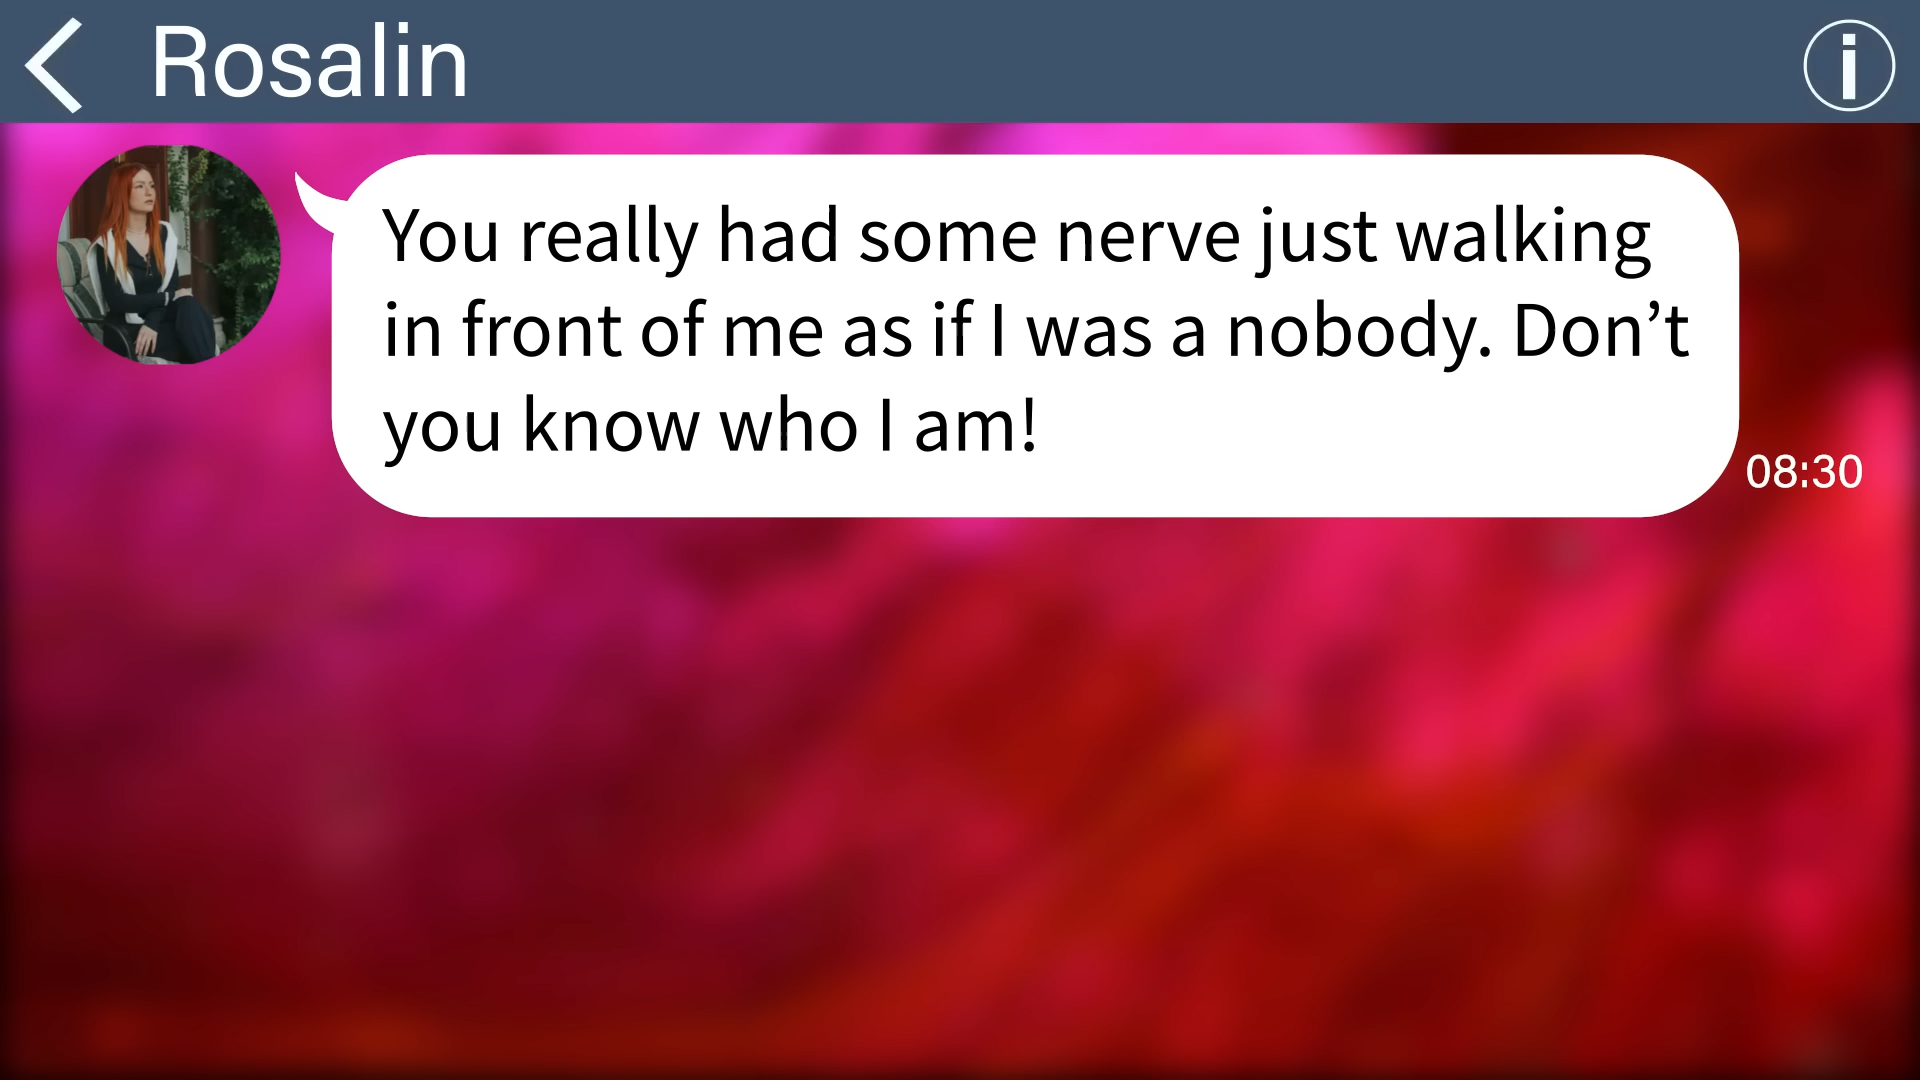 Rosalin
You really had some nerve just walking
in front of me as if I was a nobody. Don’t
you know who I am!
08:30